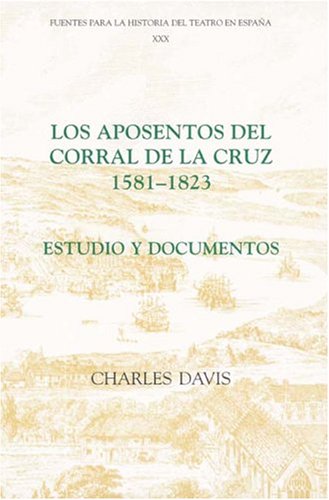 FUENTES PARA LA HISTORIA DEL TEATRO EN ESPAÑA
XXX
LOS APOSENTOS DEL
CORRAL DE LA CRUZ
1581–1823
ESTUDIO Y DOCUMENTOS
CHARLES DAVIS